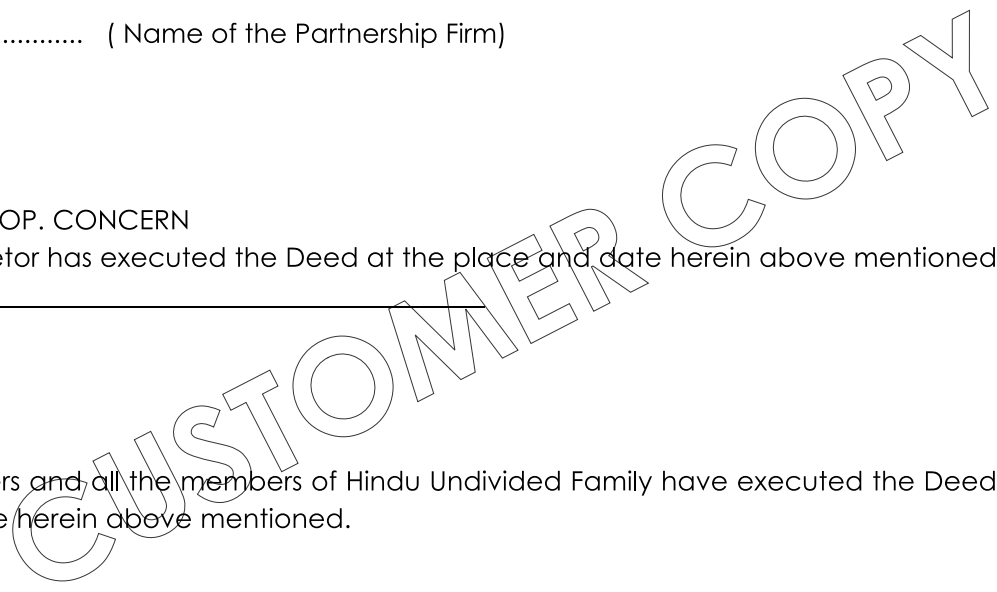 ............ ( Name of the Partnership Firm)
OP. CONCERN
etor has executed the Deed at the place and date herein above mentioned
ers and all the members of Hindu Undivided Family have executed the Deed
e herein above mentioned.
CUSTOMER COPY